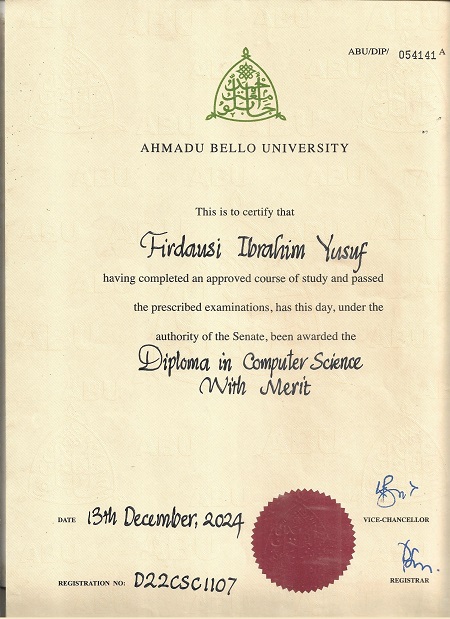 ABU/DIP/ 054141 A
AHMADU BELLO UNIVERSITY
This is to certify that
Firdausi Ibrahim Yusuf
having completed an approved course of study and passed
the prescribed examinations, has this day, under the
authority of the Senate, been awarded the
Diploma in Computer Science
With Merit
DATE 13th December, 2024
VICE-CHANCELLOR
REGISTRATION NO: D22CSC1107
REGISTRAR